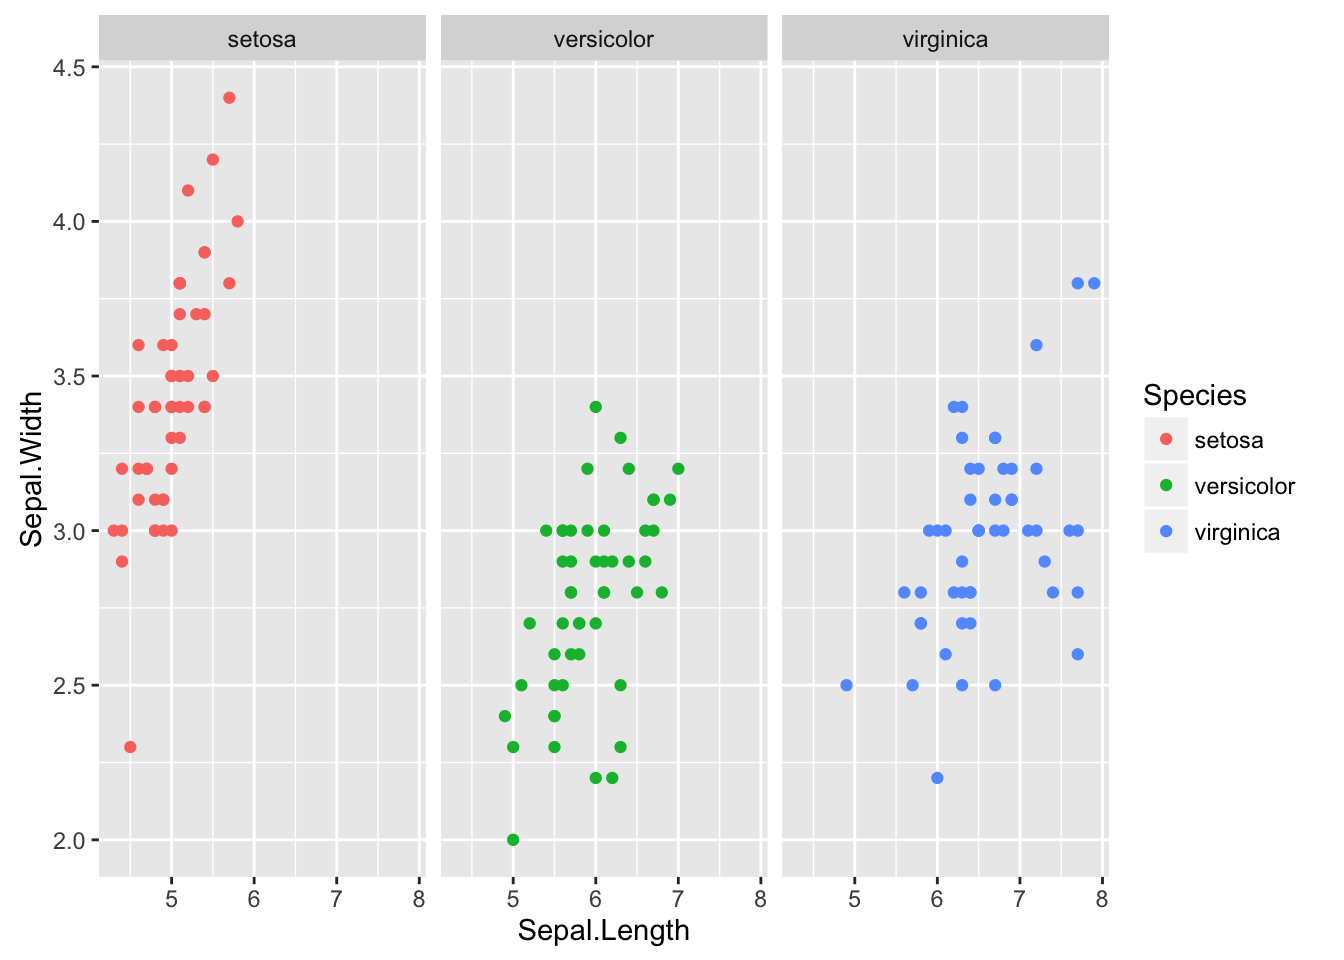 setosa versicolor virginica
4.5
4.0
3.5
3.0
2.5
2.0
Sepal.Width
5 6 7 8 5 6 7 8 5 6 7 8
Sepal.Length
Species
setosa
versicolor
virginica